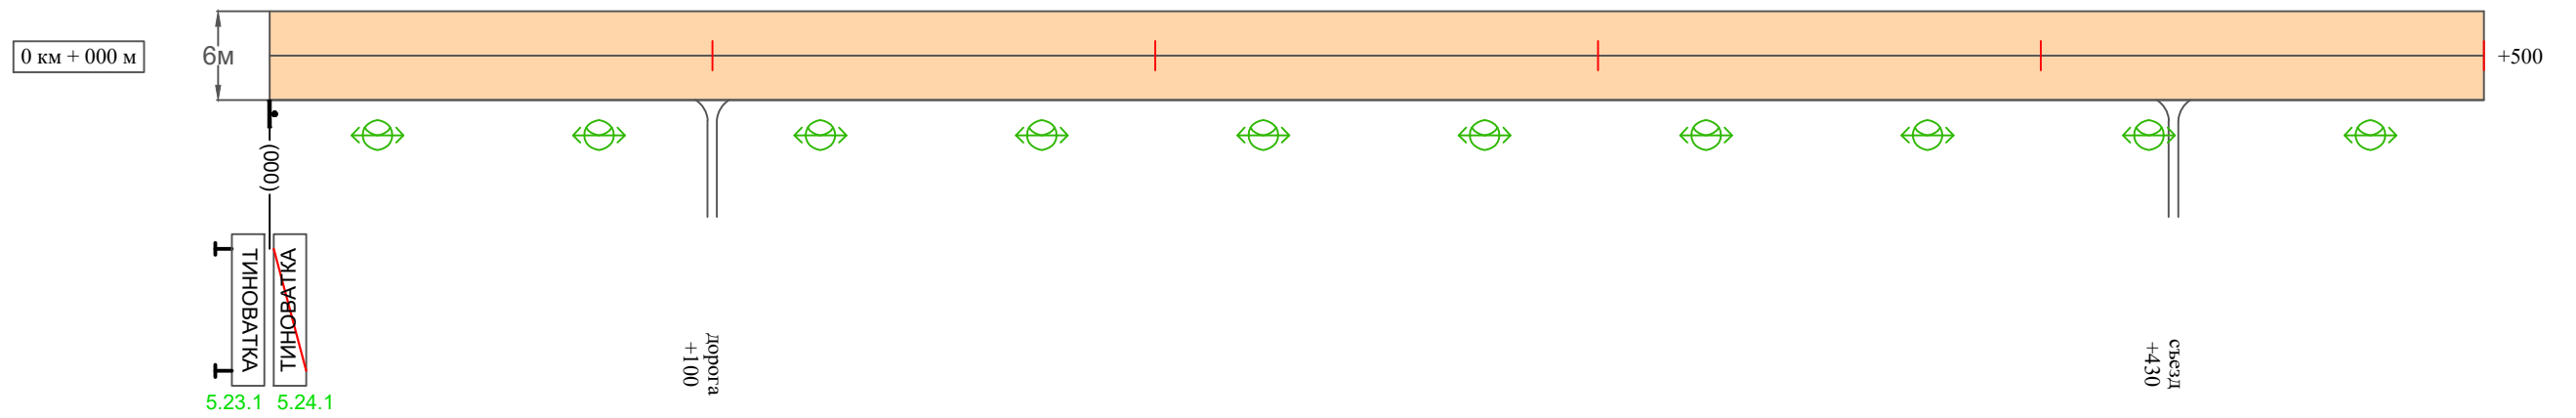 0 км + 000 м
6м
+500
(000)
ТИНОВАТКА
ТИНОВАТКА
5.23.1
5.24.1
дорога
+100
съезд
+430